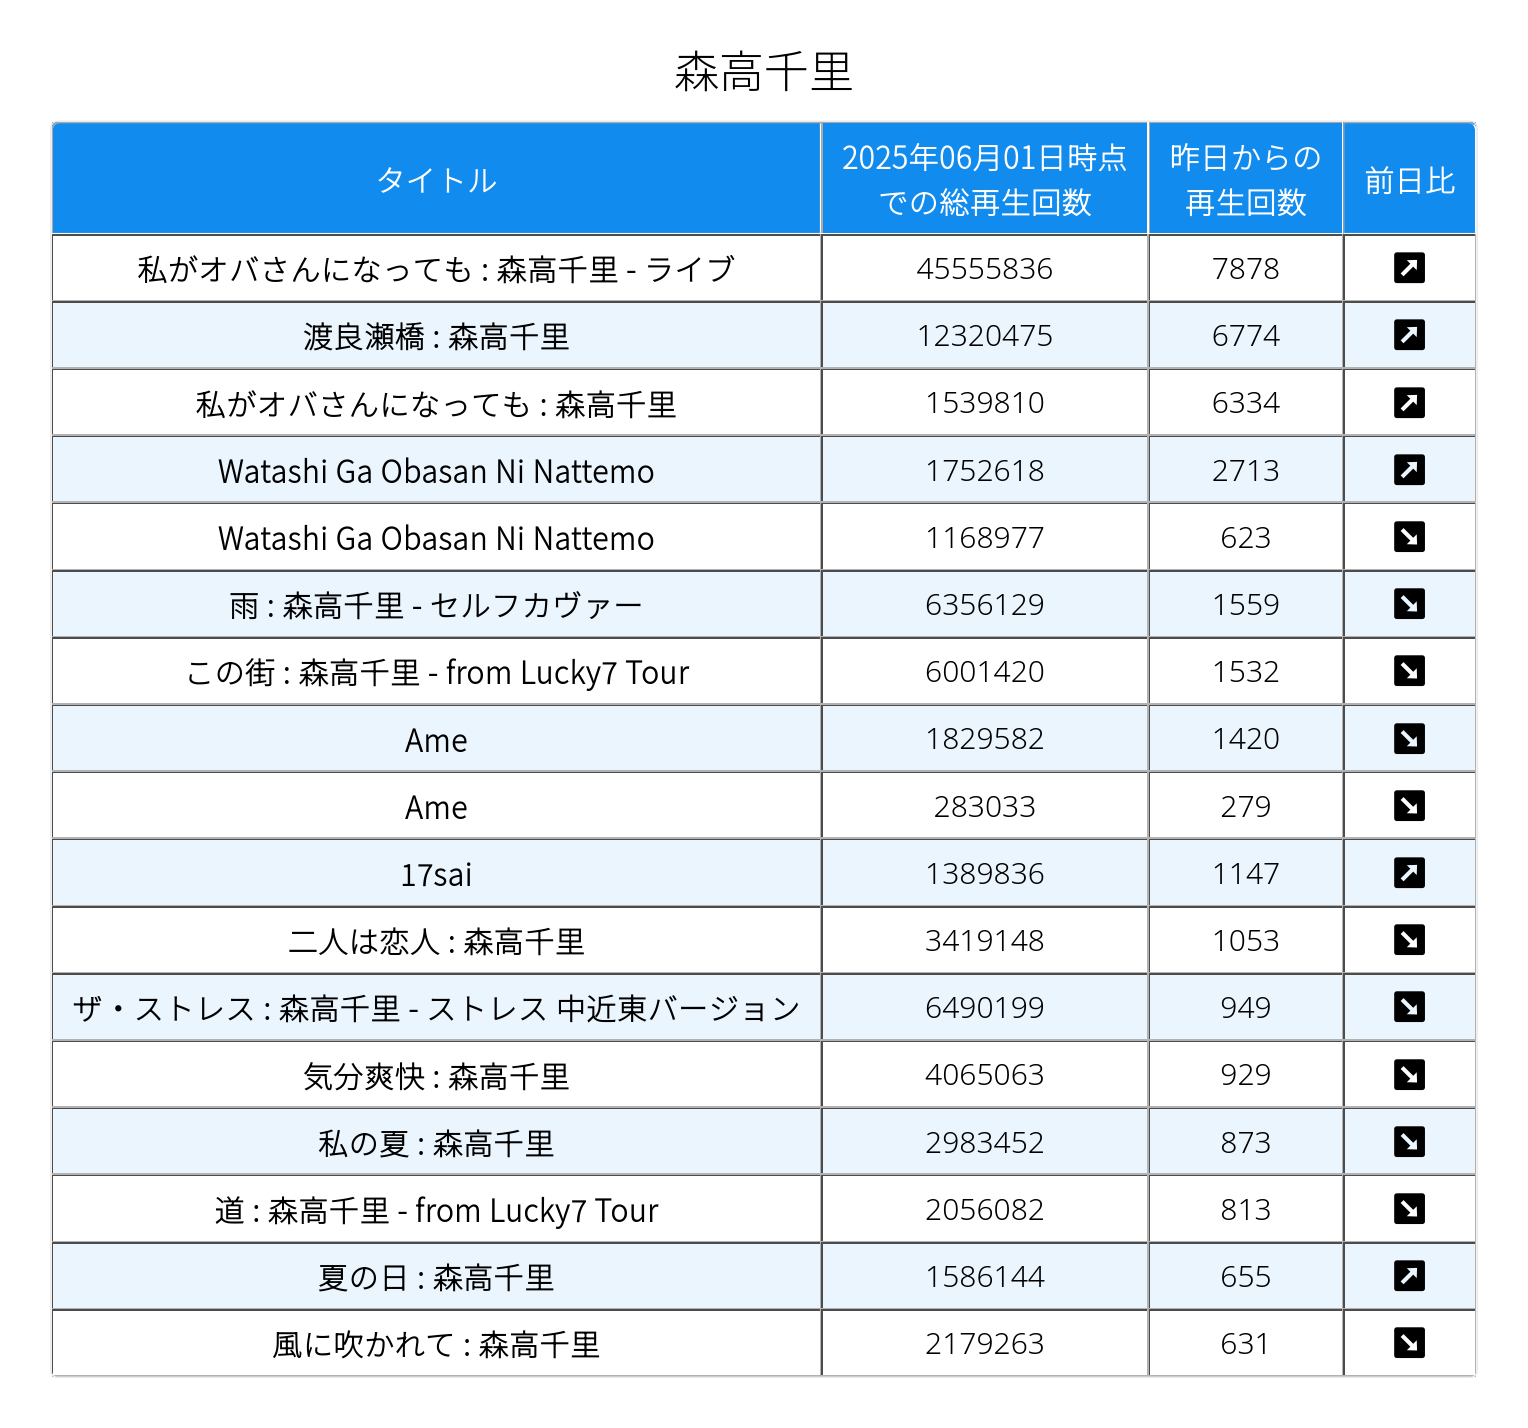 森高千里
タイトル 2025年06月01日時点 昨日からの 前日比
での総再生回数 再生回数
私がオバさんになっても : 森高千里 - ライブ 45555836 7878
渡良瀬橋 : 森高千里 12320475 6774
私がオバさんになっても : 森高千里 1539810 6334
Watashi Ga Obasan Ni Nattemo 1752618 2713
Watashi Ga Obasan Ni Nattemo 1168977 623
雨 : 森高千里 - セルフカヴァー 6356129 1559
この街 : 森高千里 - from Lucky7 Tour 6001420 1532
Ame 1829582 1420
Ame 283033 279
17sai 1389836 1147
二人は恋人 : 森高千里 3419148 1053
ザ・ストレス : 森高千里 - ストレス 中近東バージョン 6490199 949
気分爽快 : 森高千里 4065063 929
私の夏 : 森高千里 2983452 873
道 : 森高千里 - from Lucky7 Tour 2056082 813
夏の日 : 森高千里 1586144 655
風に吹かれて : 森高千里 2179263 631